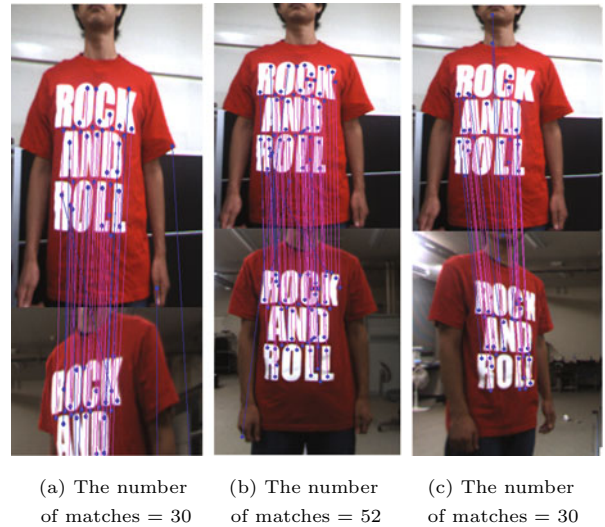 ROCK
AND
ROLL
ROCK
AND
ROCK
AND
ROLL
ROCK
AND
ROLL
ROCK
AND
ROLL
ROCK
AND
ROLL
(a) The number
of matches = 30
(b) The number
of matches = 52
(c) The number
of matches = 30